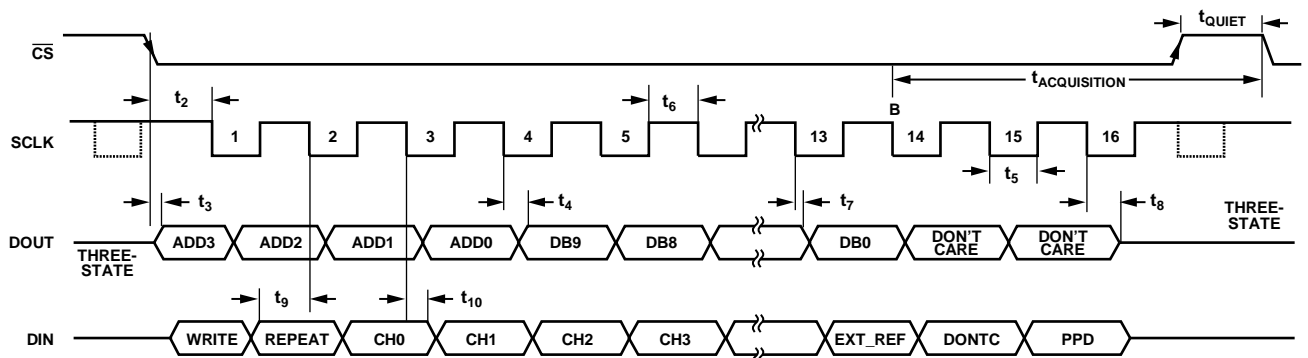 tQUIET
CS
tACQUISITION
t2
t6
B
SCLK
1
2
3
4
5
13
14
15
16
t5
t3
t4
t7
t8
THREE-
STATE
DOUT
ADD3
ADD2
ADD1
ADD0
DB9
DB8
DB0
DON'T
CARE
DON'T
CARE
THREE-
STATE
t9
t10
DIN
WRITE
REPEAT
CH0
CH1
CH2
CH3
EXT_REF
DONTC
PPD